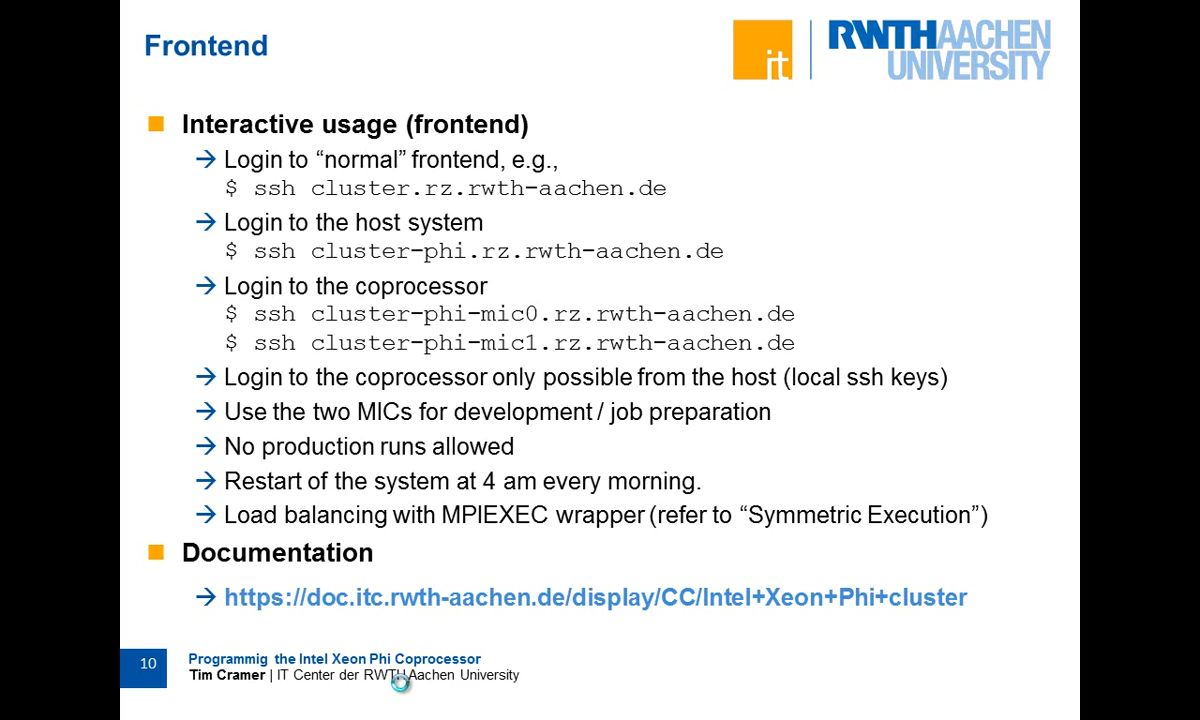 Frontend
it
RWTHAACHEN
UNIVERSITY
Interactive usage (frontend)
→ Login to “normal” frontend, e.g.,
$ ssh cluster.rz.rwth-aachen.de
→ Login to the host system
$ ssh cluster-phi.rz.rwth-aachen.de
→ Login to the coprocessor
$ ssh cluster-phi-mic0.rz.rwth-aachen.de
$ ssh cluster-phi-mic1.rz.rwth-aachen.de
→ Login to the coprocessor only possible from the host (local ssh keys)
→ Use the two MICs for development / job preparation
→ No production runs allowed
→ Restart of the system at 4 am every morning.
→ Load balancing with MPIEXEC wrapper (refer to “Symmetric Execution”)
Documentation
→ https://doc.itc.rwth-aachen.de/display/CC/Intel+Xeon+Phi+cluster
10
Programmig the Intel Xeon Phi Coprocessor
Tim Cramer | IT Center der RWTH Aachen University